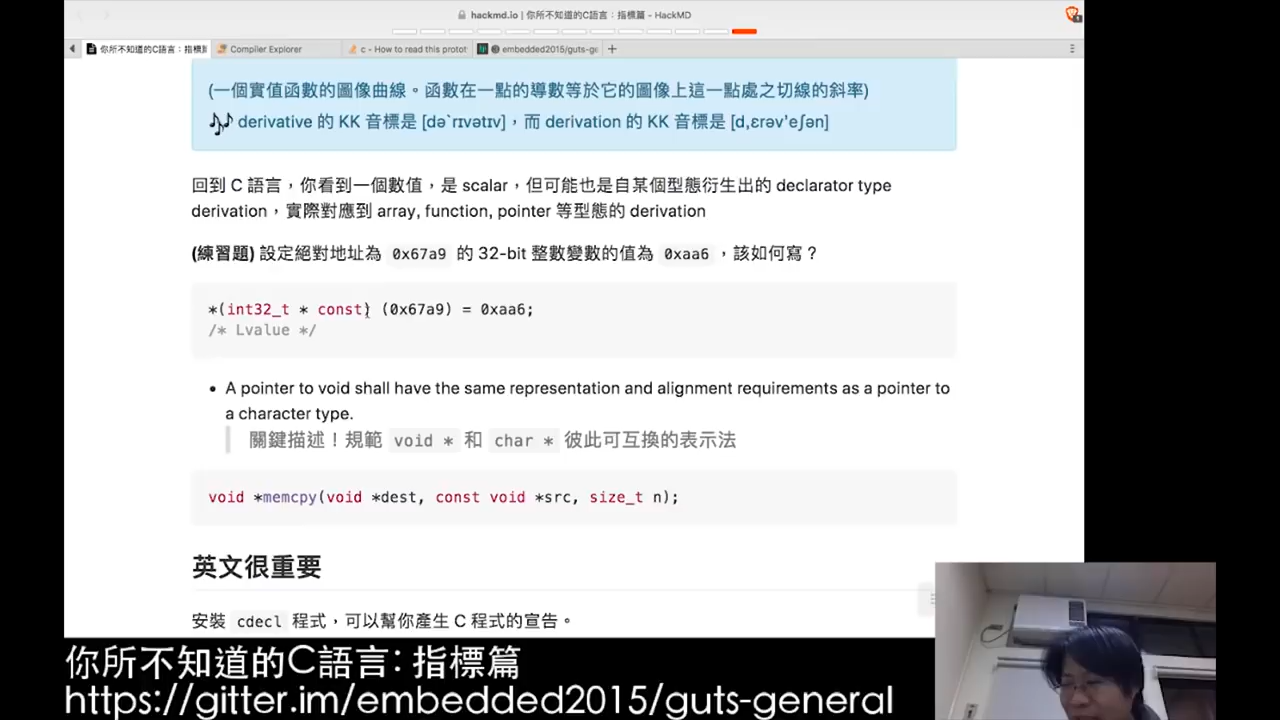 hackmd.io | 你所不知道的C語言：指標篇 - HackMD
你所不知道的C語言：指標
Compiler Explorer
c - How to read this protot
embedded2015/guts-ge
(一個實值函數的圖像曲線。函數在一點的導數等於它的圖像上這一點處之切線的斜率)
🎶 derivative 的 KK 音標是 [dəˋrɪvətɪv]，而 derivation 的 KK 音標是 [d,ɛrəv'eʃən]
回到 C 語言，你看到一個數值，是 scalar，但可能也是自某個型態衍生出的 declarator type
derivation，實際對應到 array, function, pointer 等型態的 derivation
(練習題) 設定絕對地址為 0x67a9 的 32-bit 整數變數的值為 0xaa6，該如何寫？
*(int32_t * const) (0x67a9) = 0xaa6;
/* Lvalue */
• A pointer to void shall have the same representation and alignment requirements as a pointer to
a character type.
關鍵描述！規範 void * 和 char * 彼此可互換的表示法
void *memcpy(void *dest, const void *src, size_t n);
英文很重要
安裝 cdecl 程式，可以幫你產生 C 程式的宣告。
你所不知道的C語言: 指標篇
https://gitter.im/embedded2015/guts-general